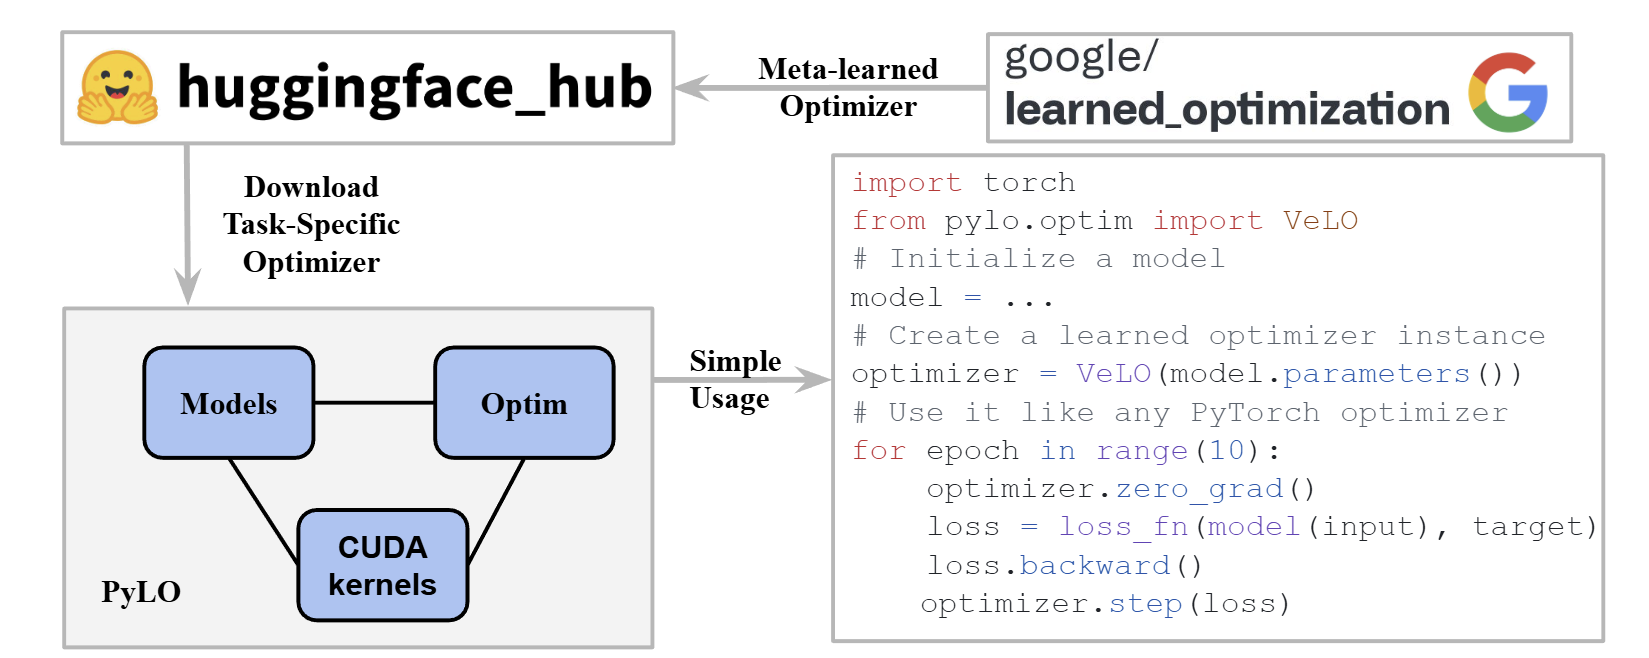 huggingface_hub
Meta-learned
Optimizer
google/
learned_optimization
Download
Task-Specific
Optimizer
Models
Optim
CUDA
kernels
PyLO
Simple
Usage
import torch
from pylo.optim import VeLO
# Initialize a model
model = ...
# Create a learned optimizer instance
optimizer = VeLO(model.parameters())
# Use it like any PyTorch optimizer
for epoch in range(10):
    optimizer.zero_grad()
    loss = loss_fn(model(input), target)
    loss.backward()
    optimizer.step(loss)